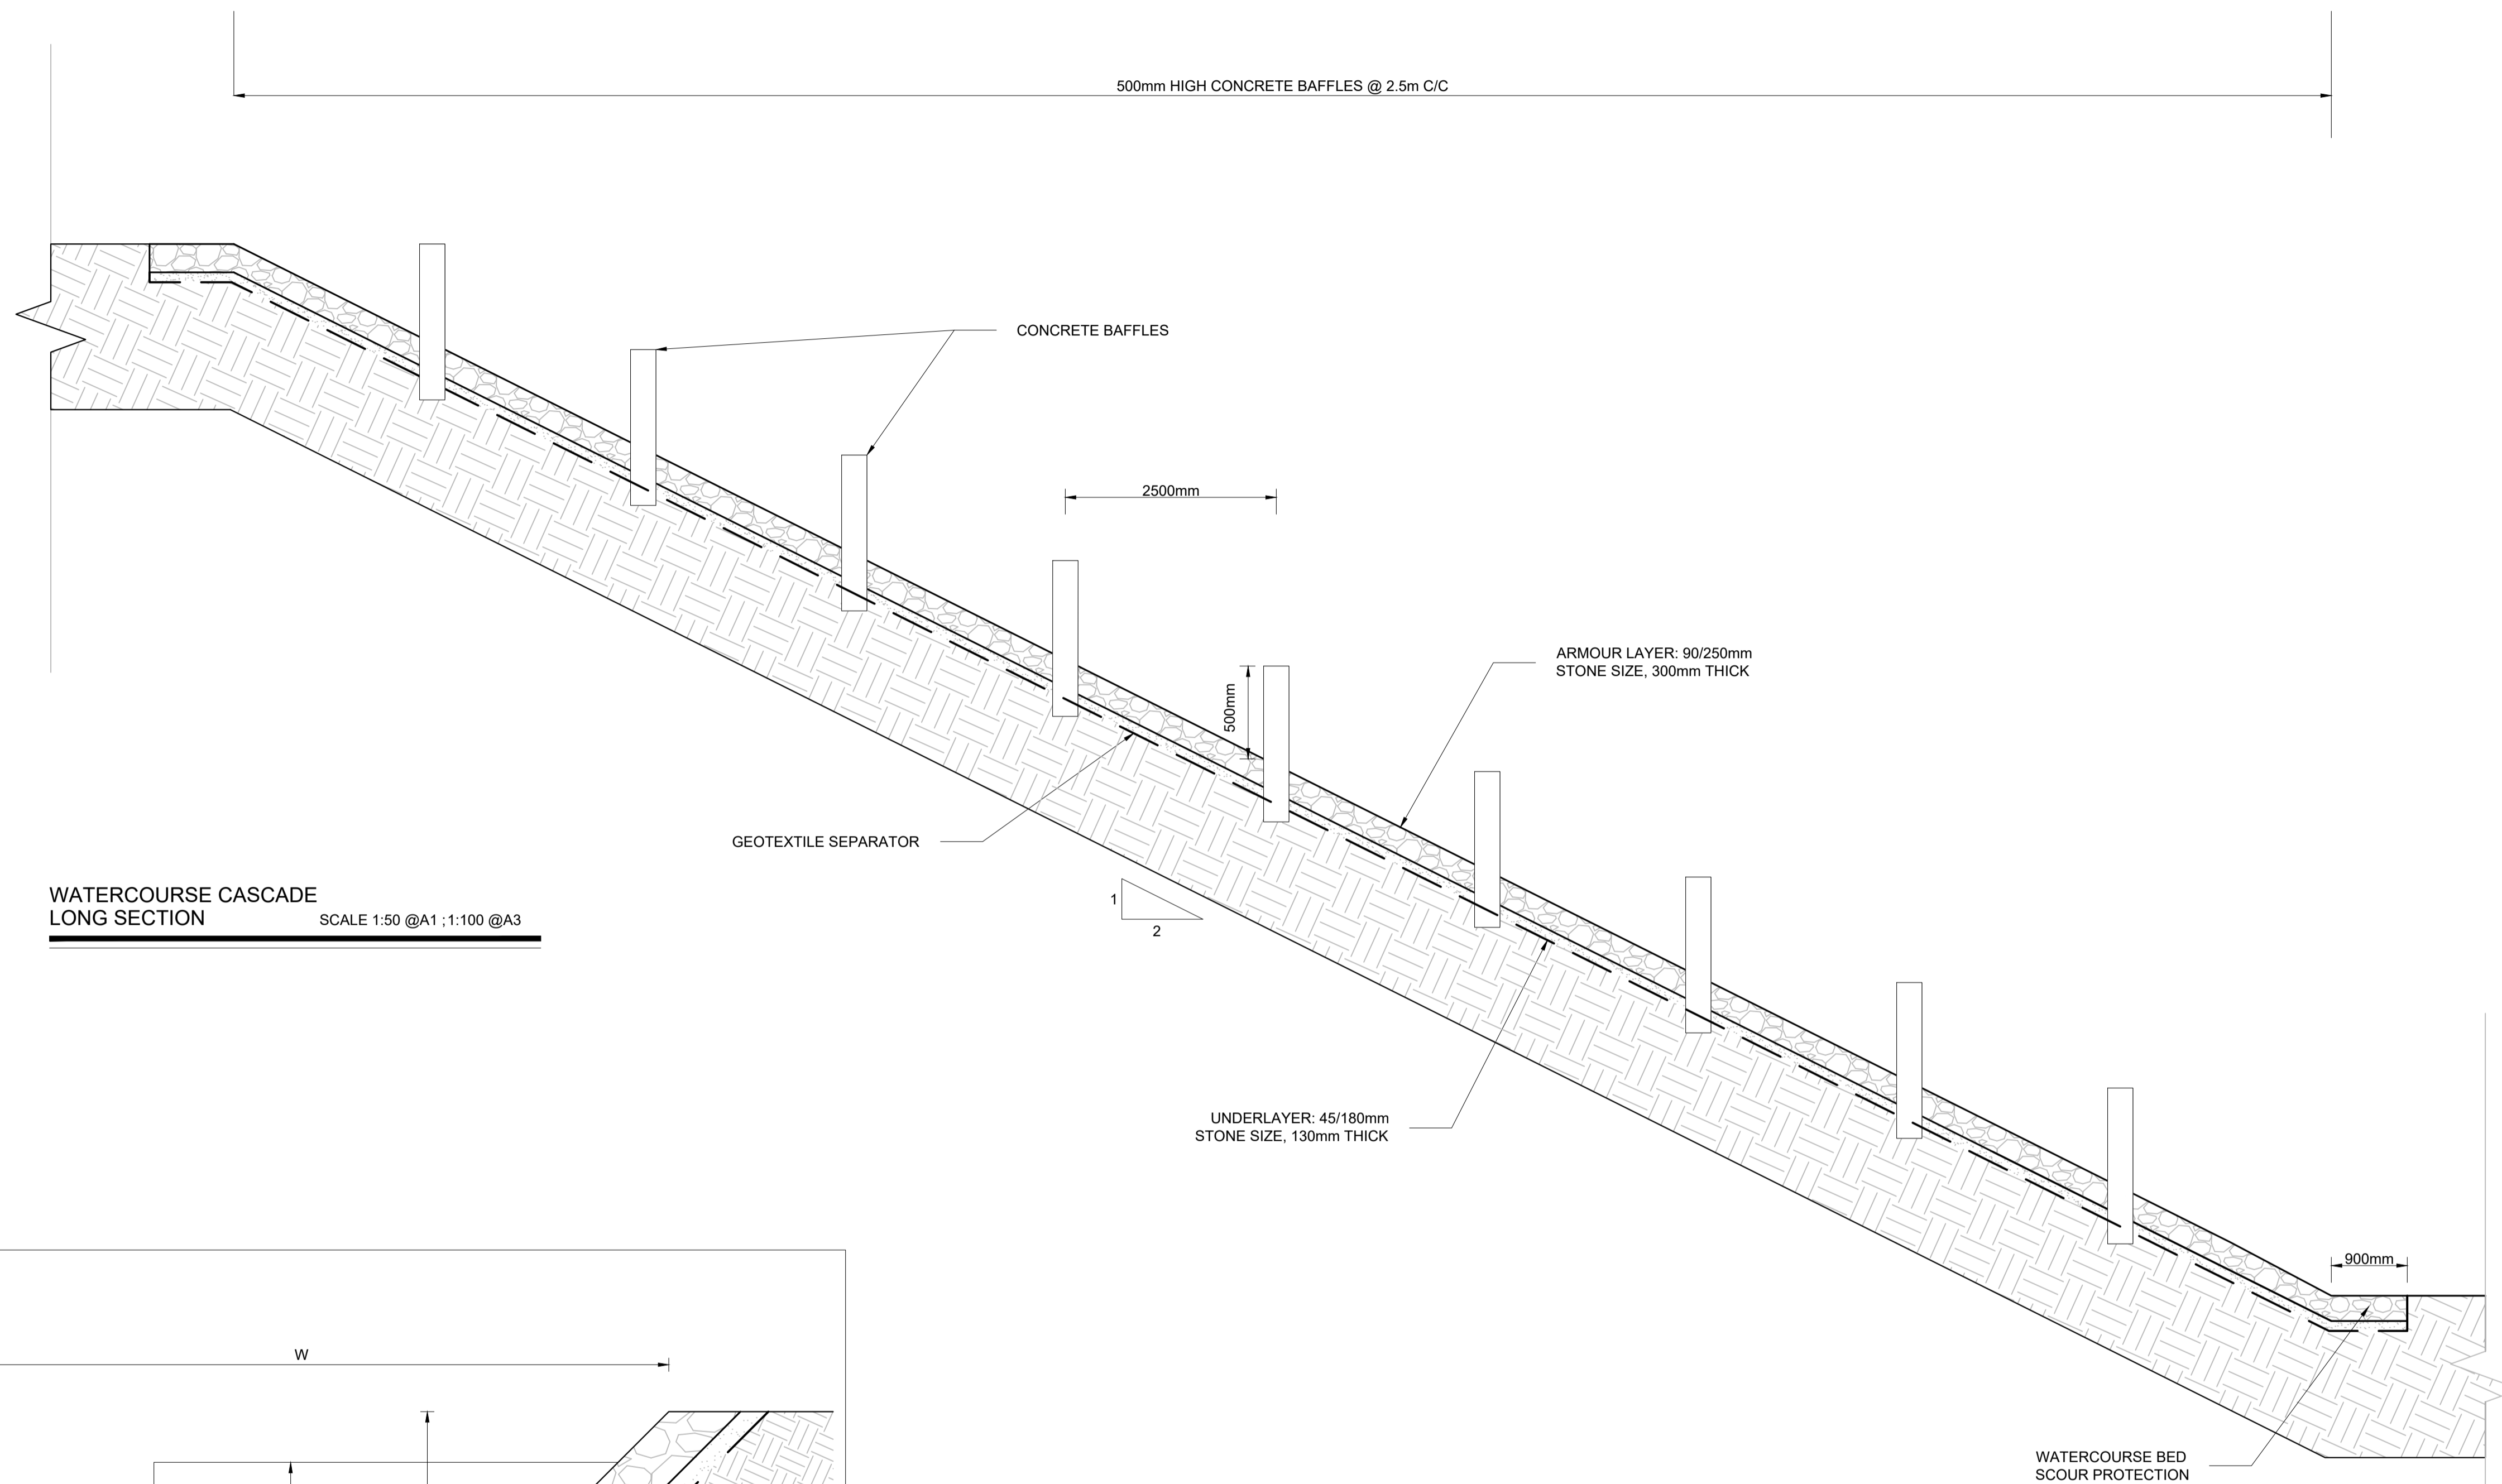 500mm HIGH CONCRETE BAFFLES @ 2.5m C/C
CONCRETE BAFFLES
2500mm
ARMOUR LAYER: 90/250mm
STONE SIZE, 300mm THICK
500mm
GEOTEXTILE SEPARATOR
1
2
WATERCOURSE CASCADE
LONG SECTION
SCALE 1:50 @A1 ; 1:100 @A3
UNDERLAYER: 45/180mm
STONE SIZE, 130mm THICK
900mm
W
WATERCOURSE BED
SCOUR PROTECTION